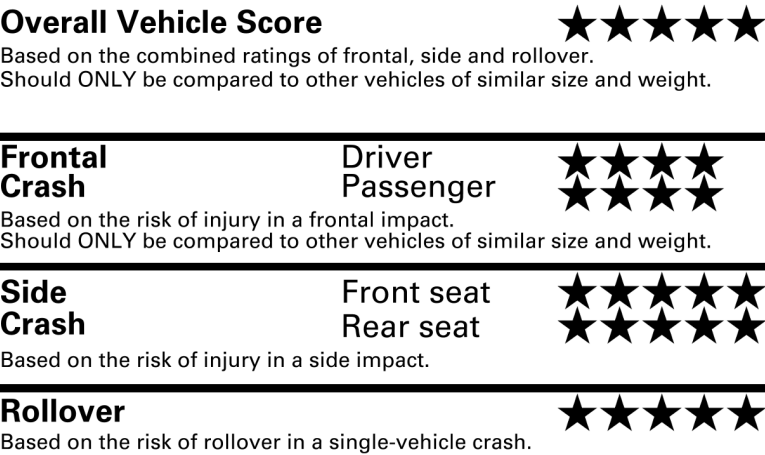 Overall Vehicle Score ★★★★★
Based on the combined ratings of frontal, side and rollover.
Should ONLY be compared to other vehicles of similar size and weight.
Frontal Driver ★★★★
Crash Passenger ★★★★
Based on the risk of injury in a frontal impact.
Should ONLY be compared to other vehicles of similar size and weight.
Side Front seat ★★★★★
Crash Rear seat ★★★★★
Based on the risk of injury in a side impact.
Rollover ★★★★★
Based on the risk of rollover in a single-vehicle crash.